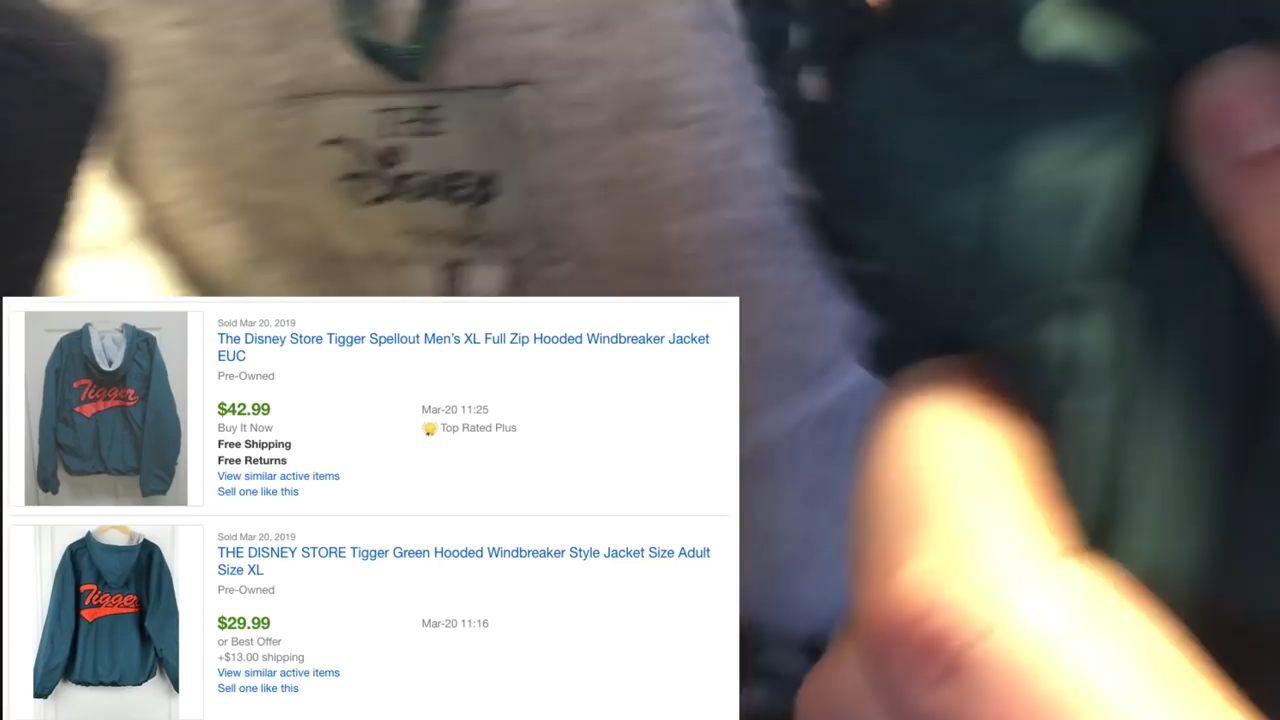 THE
Disney
Sold Mar 20, 2019
The Disney Store Tigger Spellout Men's XL Full Zip Hooded Windbreaker Jacket
EUC
Pre-Owned
$42.99
Mar-20 11:25
Buy It Now
Top Rated Plus
Free Shipping
Free Returns
View similar active items
Sell one like this
Tigger
Sold Mar 20, 2019
THE DISNEY STORE Tigger Green Hooded Windbreaker Style Jacket Size Adult
Size XL
Pre-Owned
$29.99
Mar-20 11:16
or Best Offer
+$13.00 shipping
View similar active items
Sell one like this
Tigger